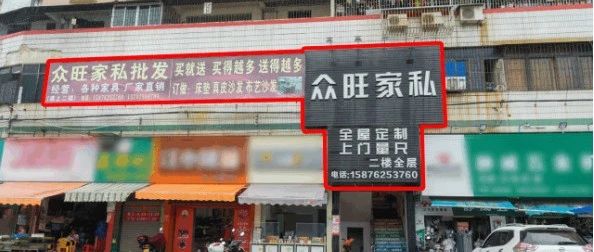 众旺家私批发
经营：各种家具 厂家直销
买就送 买得越多 送得越多
订做：床垫 真皮沙发 布艺沙发
众旺家私
全屋定制
上门量尺
二楼全层
电话:15876253760